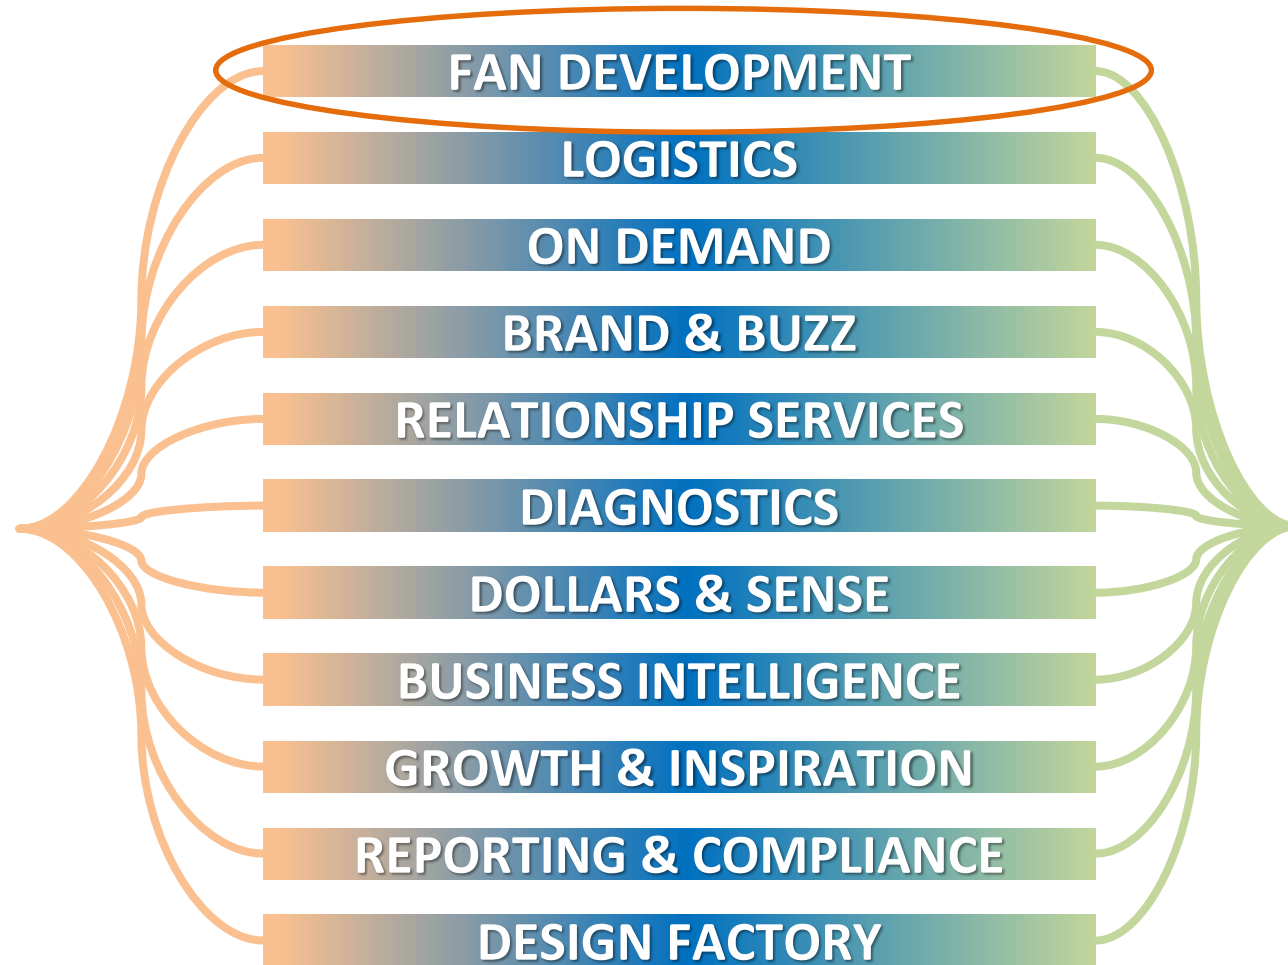 FAN DEVELOPMENT
LOGISTICS
ON DEMAND
BRAND & BUZZ
RELATIONSHIP SERVICES
DIAGNOSTICS
DOLLARS & SENSE
BUSINESS INTELLIGENCE
GROWTH & INSPIRATION
REPORTING & COMPLIANCE
DESIGN FACTORY